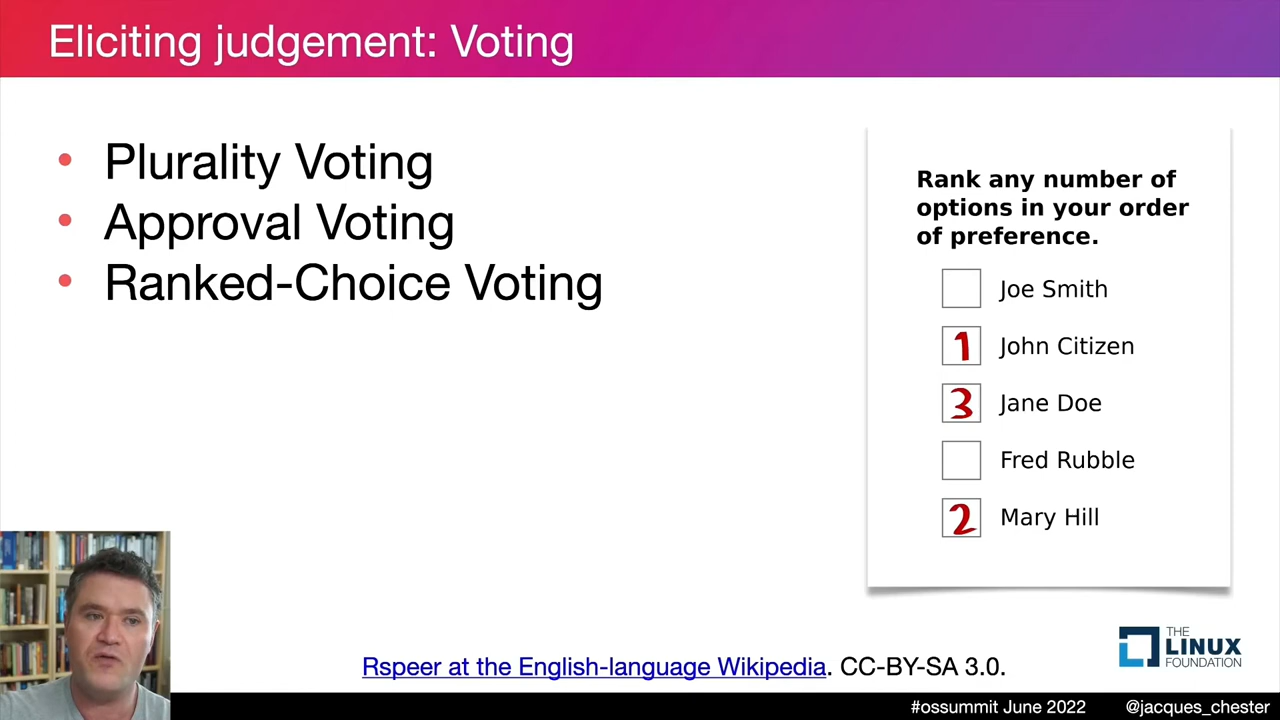 Eliciting judgement: Voting
• Plurality Voting
• Approval Voting
• Ranked-Choice Voting
Rank any number of
options in your order
of preference.
Joe Smith
1 John Citizen
3 Jane Doe
Fred Rubble
2 Mary Hill
Rspeer at the English-language Wikipedia. CC-BY-SA 3.0.
THE
LINUX
FOUNDATION
#ossummit June 2022 @jacques_chester